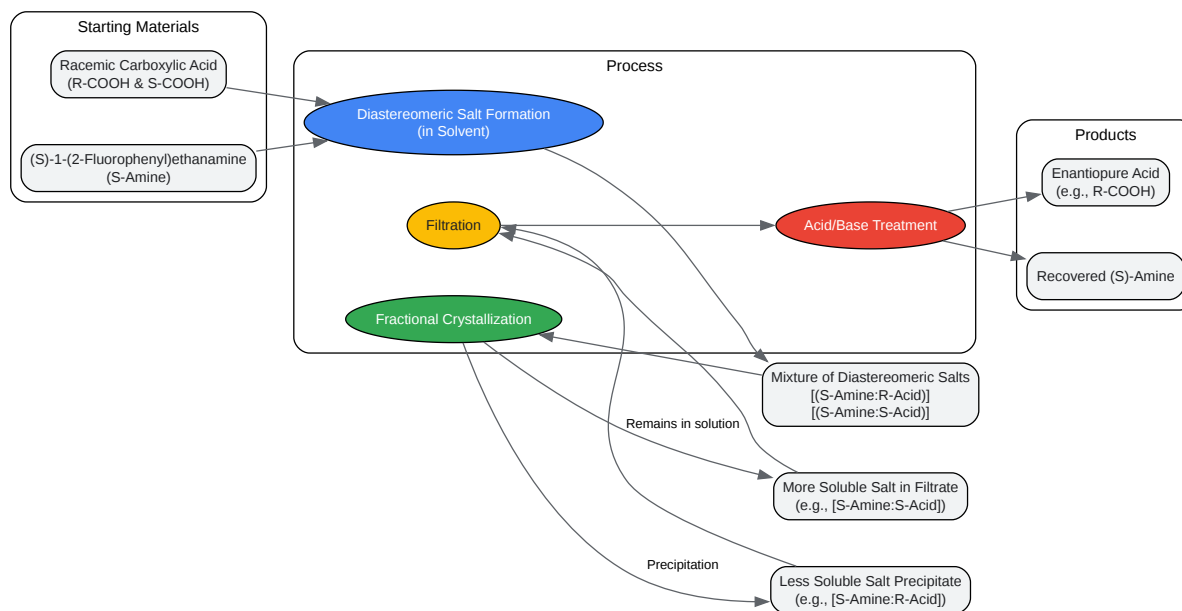 Starting Materials
Racemic Carboxylic Acid
(R-COOH & S-COOH)
(S)-1-(2-Fluorophenyl)ethanamine
(S-Amine)
Process
Diastereomeric Salt Formation
(in Solvent)
Filtration
Acid/Base Treatment
Fractional Crystallization
Products
Enantiopure Acid
(e.g., R-COOH)
Recovered (S)-Amine
Mixture of Diastereomeric Salts
[(S-Amine:R-Acid)]
[(S-Amine:S-Acid)]
Remains in solution
More Soluble Salt in Filtrate
(e.g., [S-Amine:S-Acid])
Precipitation
Less Soluble Salt Precipitate
(e.g., [S-Amine:R-Acid])